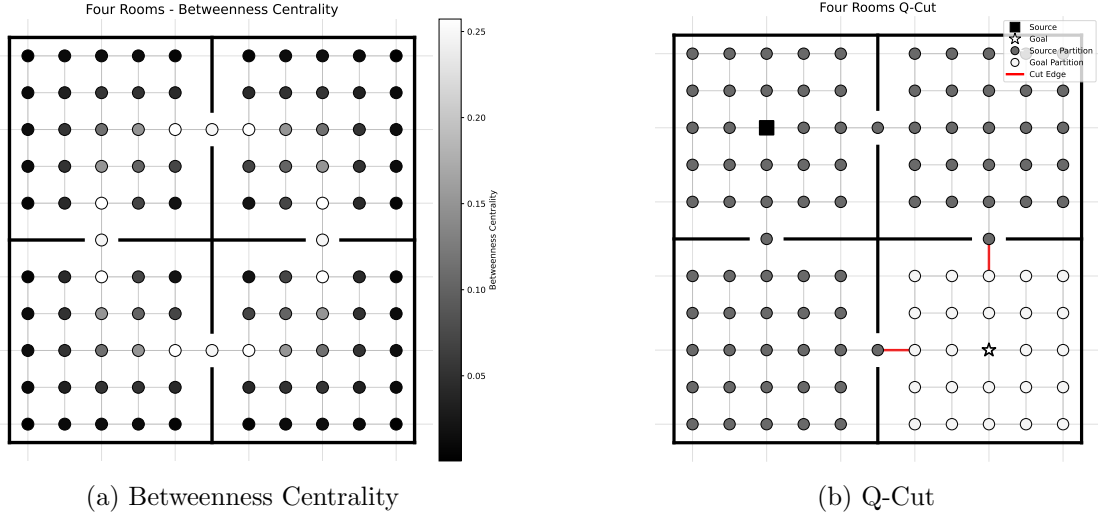 Four Rooms - Betweenness Centrality
0.25
0.20
0.15
0.10
0.05
Betweenness Centrality
(a) Betweenness Centrality
Four Rooms Q-Cut
Source
Goal
Source Partition
Goal Partition
Cut Edge
(b) Q-Cut